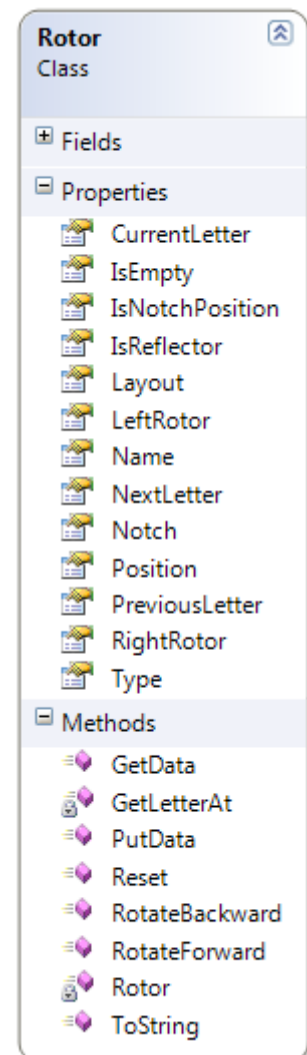 Rotor
Class
Fields
Properties
CurrentLetter
IsEmpty
IsNotchPosition
IsReflector
Layout
LeftRotor
Name
NextLetter
Notch
Position
PreviousLetter
RightRotor
Type
Methods
GetData
GetLetterAt
PutData
Reset
RotateBackward
RotateForward
Rotor
ToString